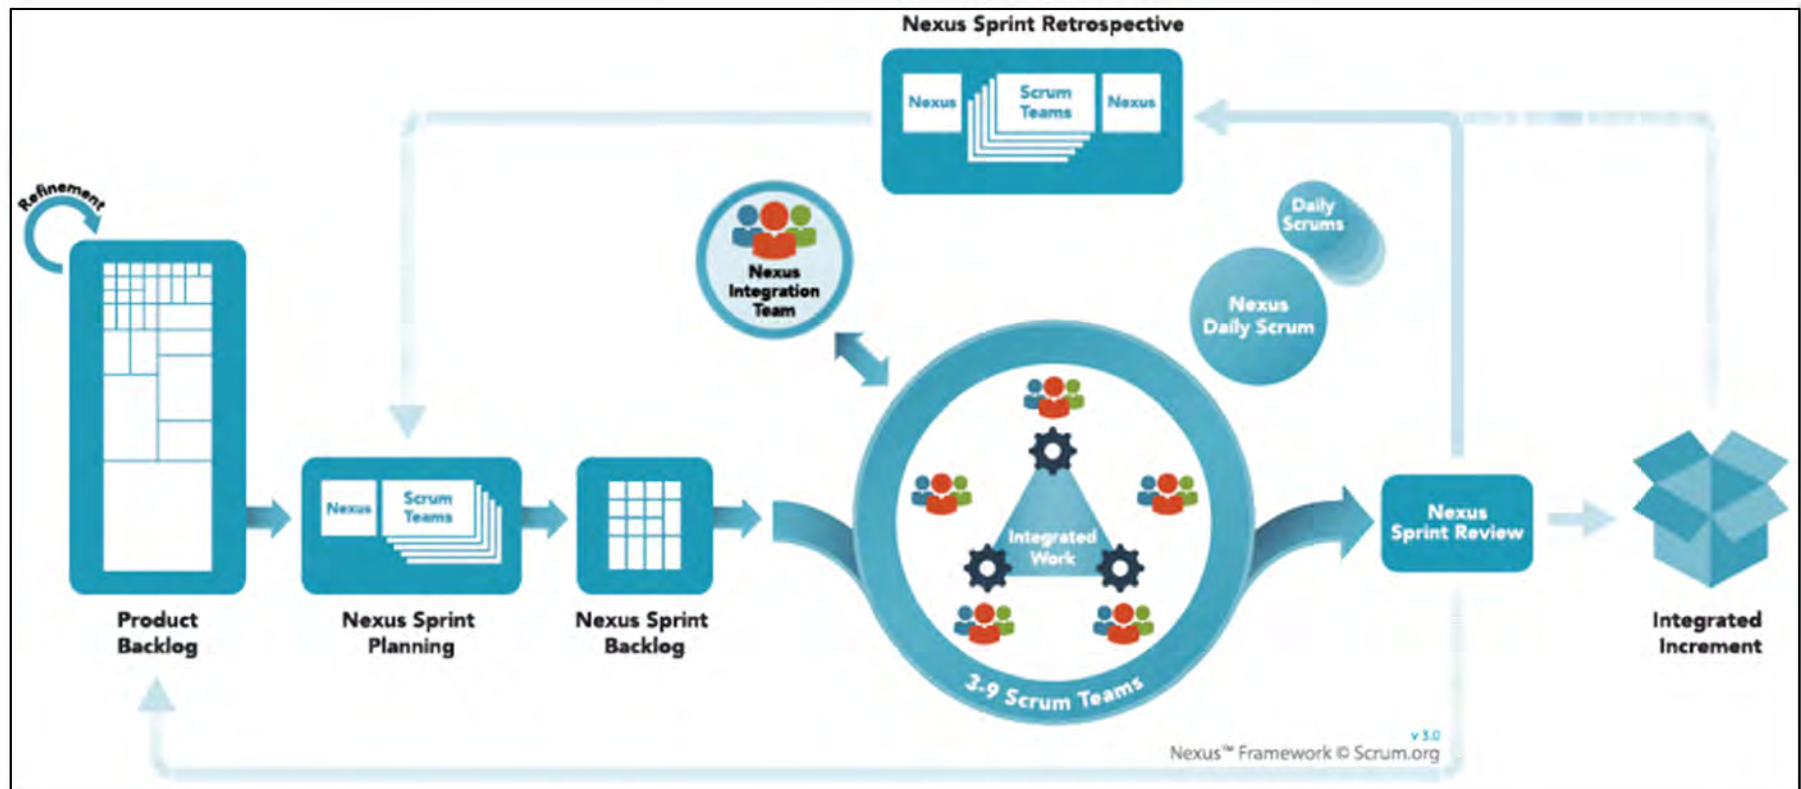 Nexus Sprint Retrospective
Nexus
Scrum
Teams
Nexus
Refinement
Nexus
Integration
Team
Daily
Scrums
Nexus
Daily Scrum
Nexus
Scrum
Teams
Integrated
Work
Nexus
Sprint Review
Product
Backlog
Nexus Sprint
Planning
Nexus Sprint
Backlog
3-9 Scrum Teams
Integrated
Increment
v 3.0
Nexus™ Framework © Scrum.org